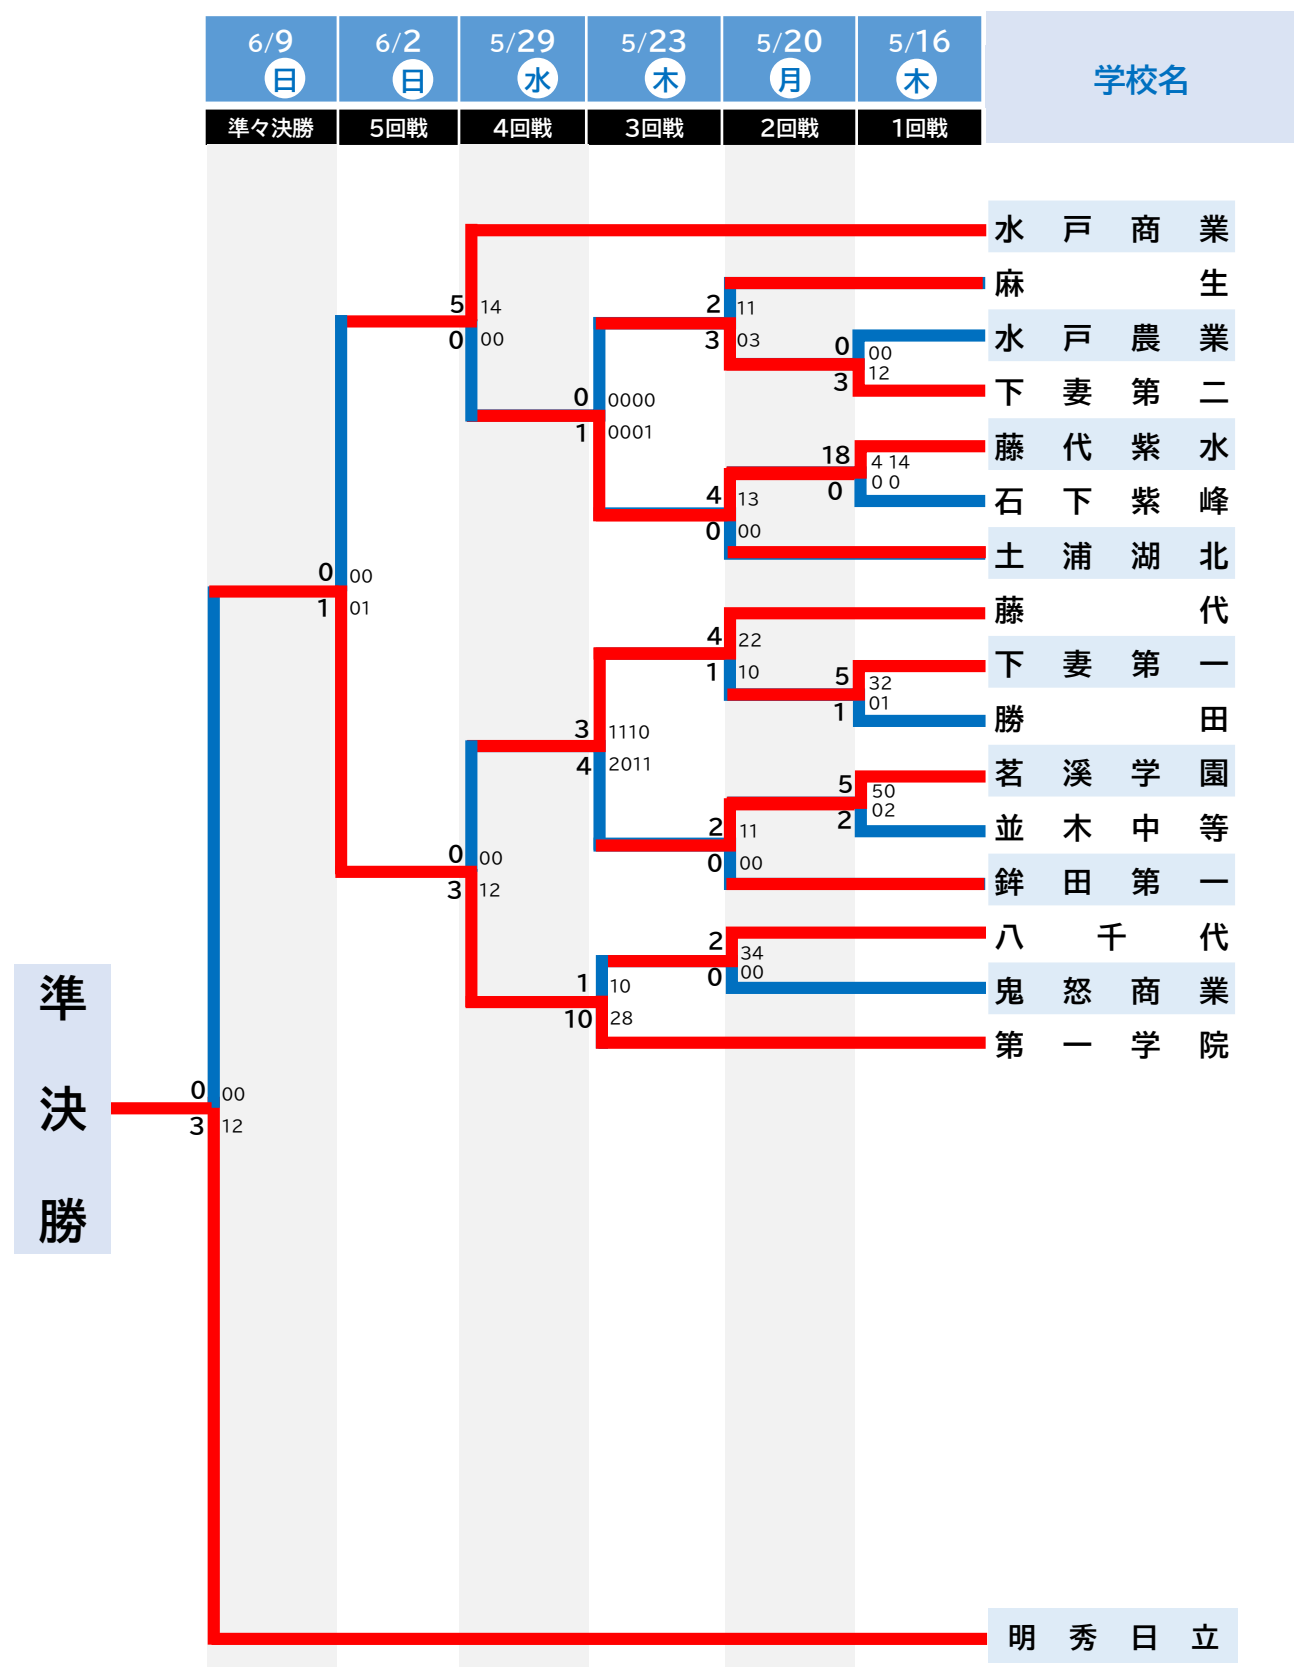 6/9 6/2 5/29 5/23 5/20 5/16 学校名
日 日 水 木 月 木
準々決勝 5回戦 4回戦 3回戦 2回戦 1回戦
水戸商業
麻生
2 11
5 14
水戸農業
0 00
3 03
0 00
3 12
下妻第二
0 0000
1 0001
藤代紫水
18 4 14
0 0 0
石下紫峰
4 13
0 00
土浦湖北
0 00
1 01
藤代
4 22
1 10
下妻第一
5 32
1 01
勝田
3 1110
4 2011
茗溪学園
5 50
2 02
並木中等
2 11
0 00
0 00
3 12
鉾田第一
八千代
2 34
0 00
鬼怒商業
1 10
10 28
第一学院
準決勝
0 00
3 12
明秀日立